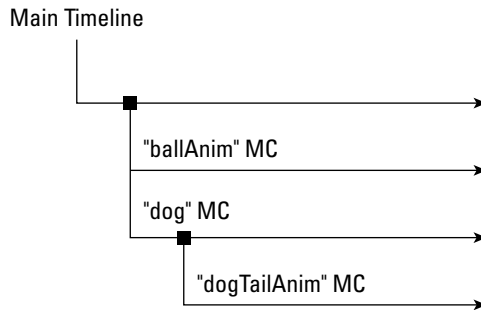 Main Timeline
"ballAnim" MC
"dog" MC
"dogTailAnim" MC